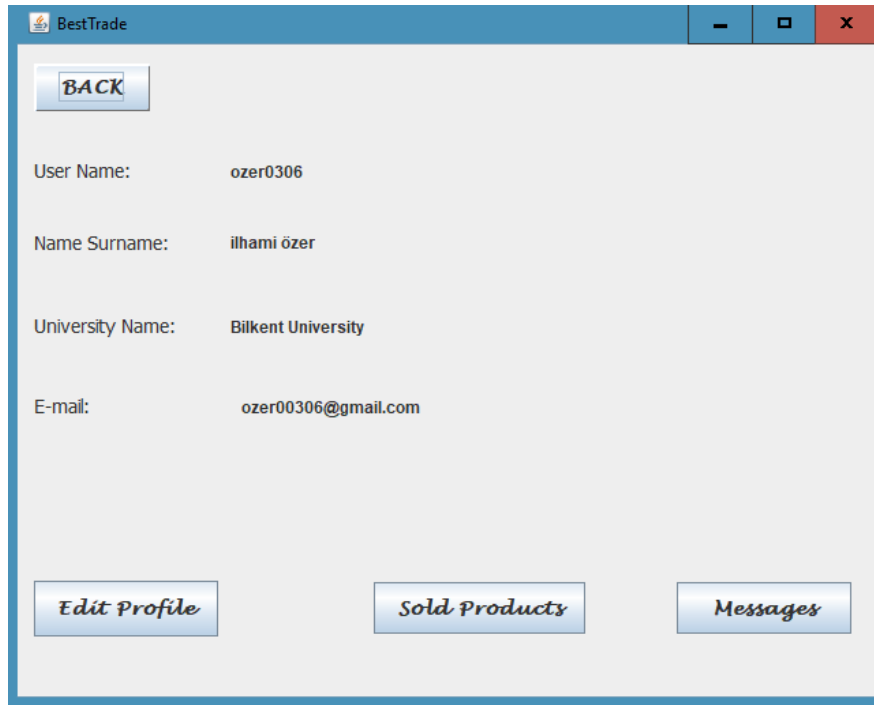 BestTrade
BACK
User Name: ozer0306
Name Surname: ilhami özer
University Name: Bilkent University
E-mail: ozer00306@gmail.com
Edit Profile Sold Products Messages